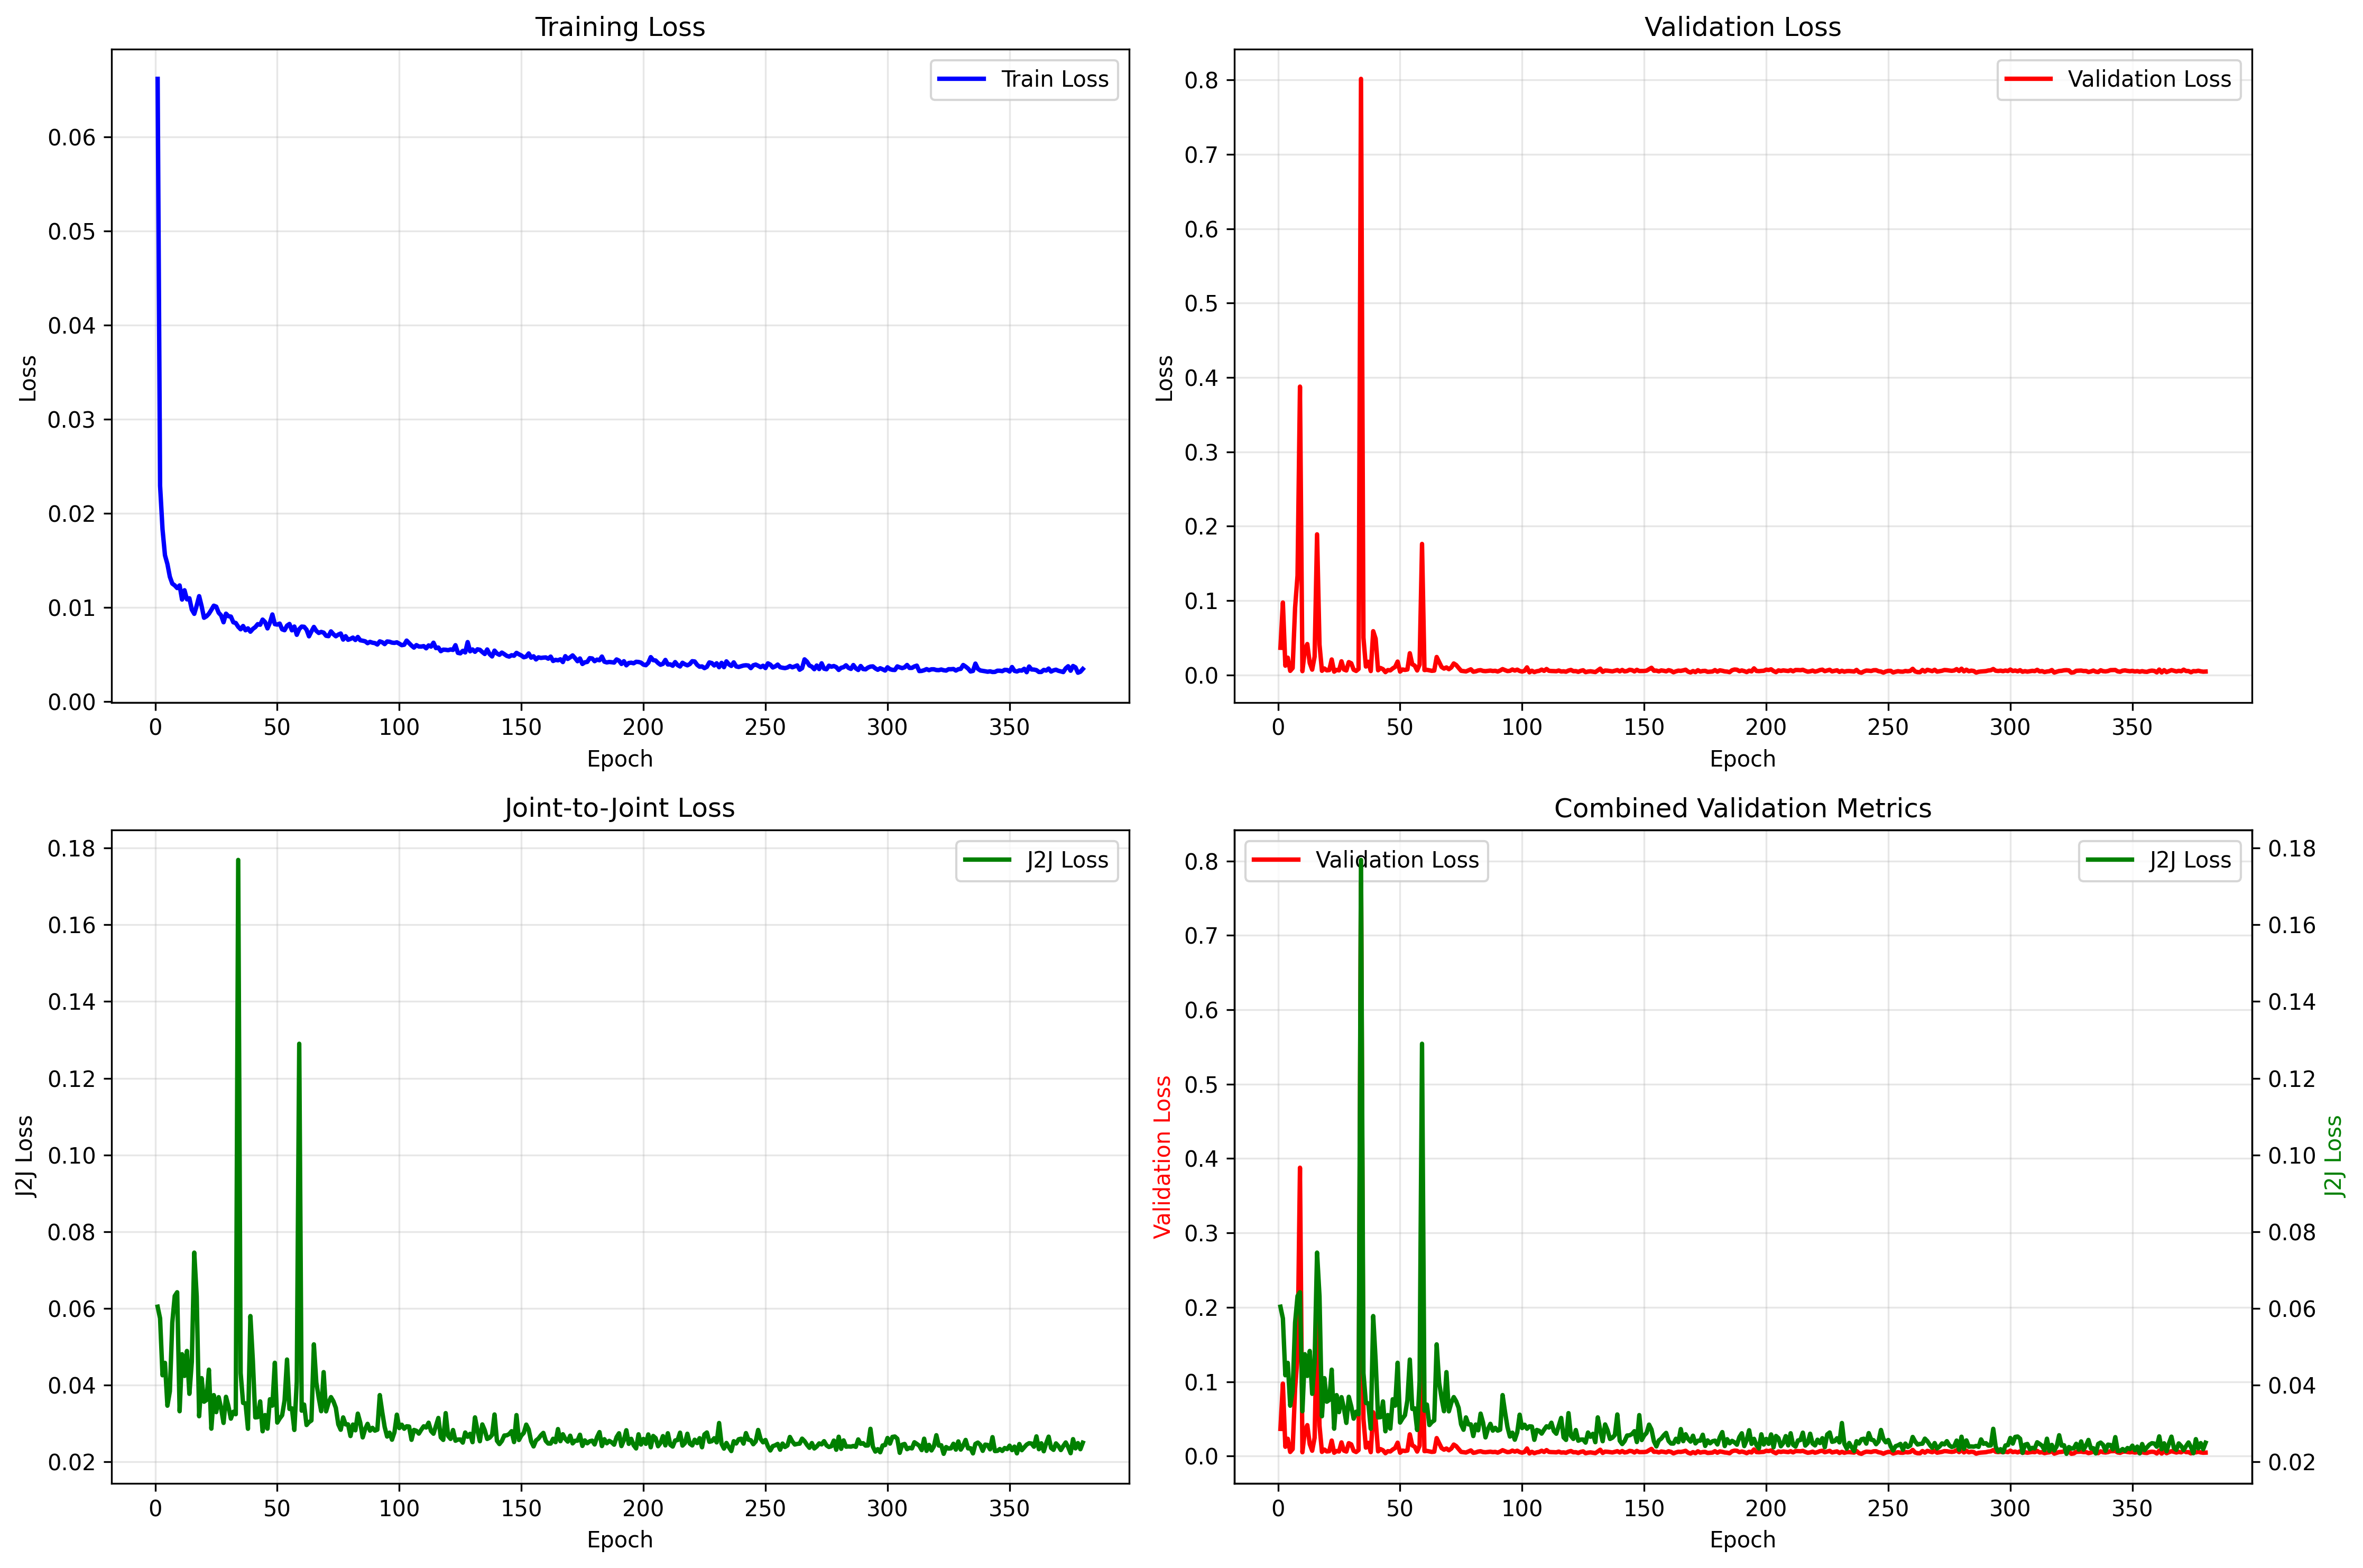 Training Loss
Train Loss
Loss
0.06
0.05
0.04
0.03
0.02
0.01
0.00
0 50 100 150 200 250 300 350
Epoch
Validation Loss
Validation Loss
Loss
0.8
0.7
0.6
0.5
0.4
0.3
0.2
0.1
0.0
0 50 100 150 200 250 300 350
Epoch
Joint-to-Joint Loss
J2J Loss
J2J Loss
0.18
0.16
0.14
0.12
0.10
0.08
0.06
0.04
0.02
0 50 100 150 200 250 300 350
Epoch
Combined Validation Metrics
Validation Loss
J2J Loss
Validation Loss
0.8
0.7
0.6
0.5
0.4
0.3
0.2
0.1
0.0
0 50 100 150 200 250 300 350
Epoch
0.18
0.16
0.14
0.12
0.10
0.08
0.06
0.04
0.02
J2J Loss